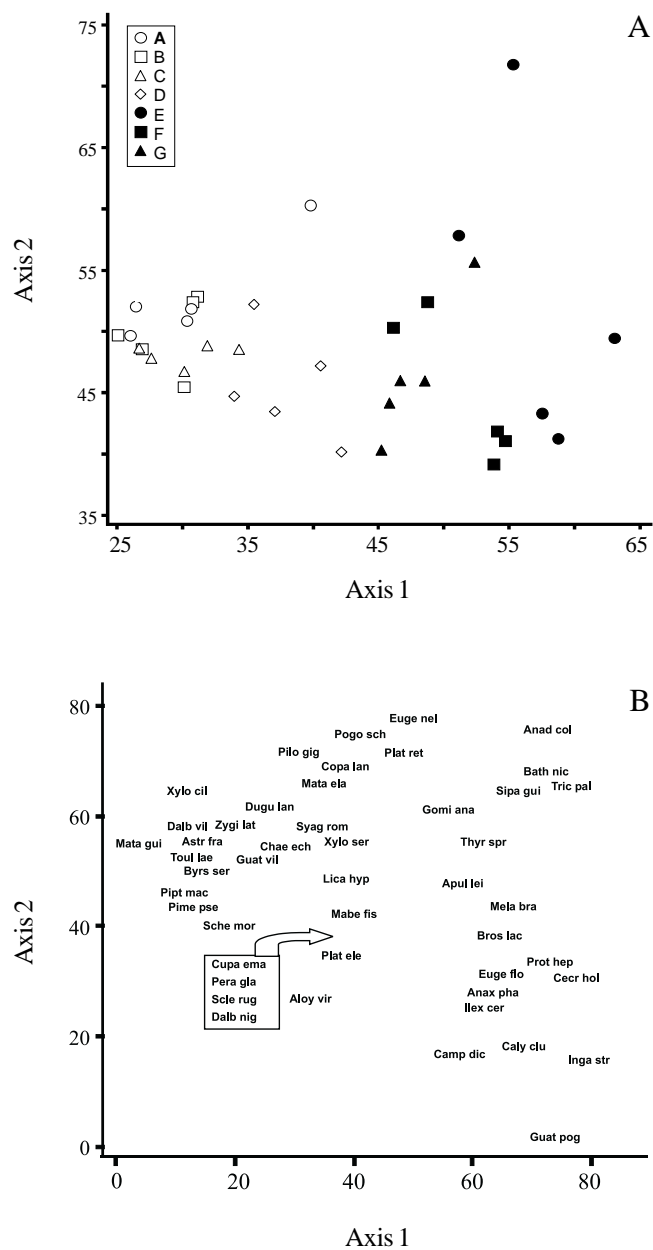 75
65
55
45
35
Axis 2
A
B
C
D
E
F
G
A
25 35 45 55 65
Axis 1
B
80
60
40
20
0
Axis 2
Euge nel
Pogo sch
Anad col
Pilo gig
Plat ret
Copa lan
Bath nic
Mata ela
Tric pal
Xylo cil
Sipa gui
Dugu lan
Gomi ana
Dalb vil
Zygi lat
Syag rom
Mata gui
Astr fra
Chae ech
Xylo ser
Thyr spr
Toul lae
Guat vil
Byrs ser
Lica hyp
Apul lei
Pipt mac
Pime pse
Mabe fis
Mela bra
Sche mor
Bros lac
Plat ele
Cupa ema
Pera gla
Scle rug
Dalb nig
Prot hep
Euge flo
Cecr hol
Aloy vir
Anax pha
Ilex cer
Camp dic
Caly clu
Inga str
Guat pog
0 20 40 60 80
Axis 1